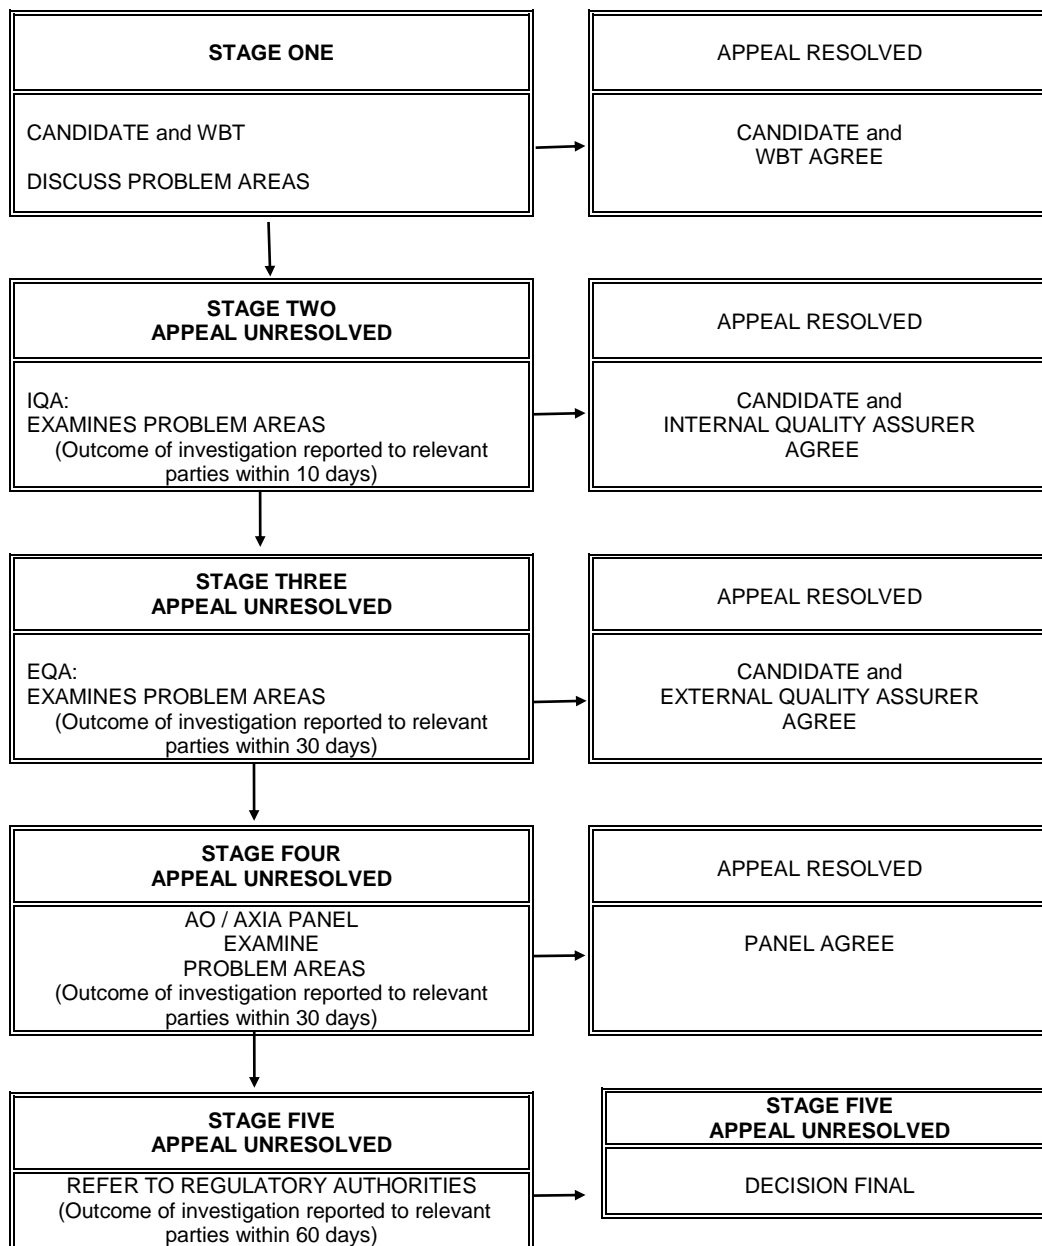 STAGE ONE
CANDIDATE and WBT
DISCUSS PROBLEM AREAS
APPEAL RESOLVED
CANDIDATE and
WBT AGREE
STAGE TWO
APPEAL UNRESOLVED
IQA:
EXAMINES PROBLEM AREAS
(Outcome of investigation reported to relevant
parties within 10 days)
APPEAL RESOLVED
CANDIDATE and
INTERNAL QUALITY ASSURER
AGREE
STAGE THREE
APPEAL UNRESOLVED
EQA:
EXAMINES PROBLEM AREAS
(Outcome of investigation reported to relevant
parties within 30 days)
APPEAL RESOLVED
CANDIDATE and
EXTERNAL QUALITY ASSURER
AGREE
STAGE FOUR
APPEAL UNRESOLVED
AO / AXIA PANEL
EXAMINE
PROBLEM AREAS
(Outcome of investigation reported to relevant
parties within 30 days)
APPEAL RESOLVED
PANEL AGREE
STAGE FIVE
APPEAL UNRESOLVED
REFER TO REGULATORY AUTHORITIES
(Outcome of investigation reported to relevant
parties within 60 days)
STAGE FIVE
APPEAL UNRESOLVED
DECISION FINAL